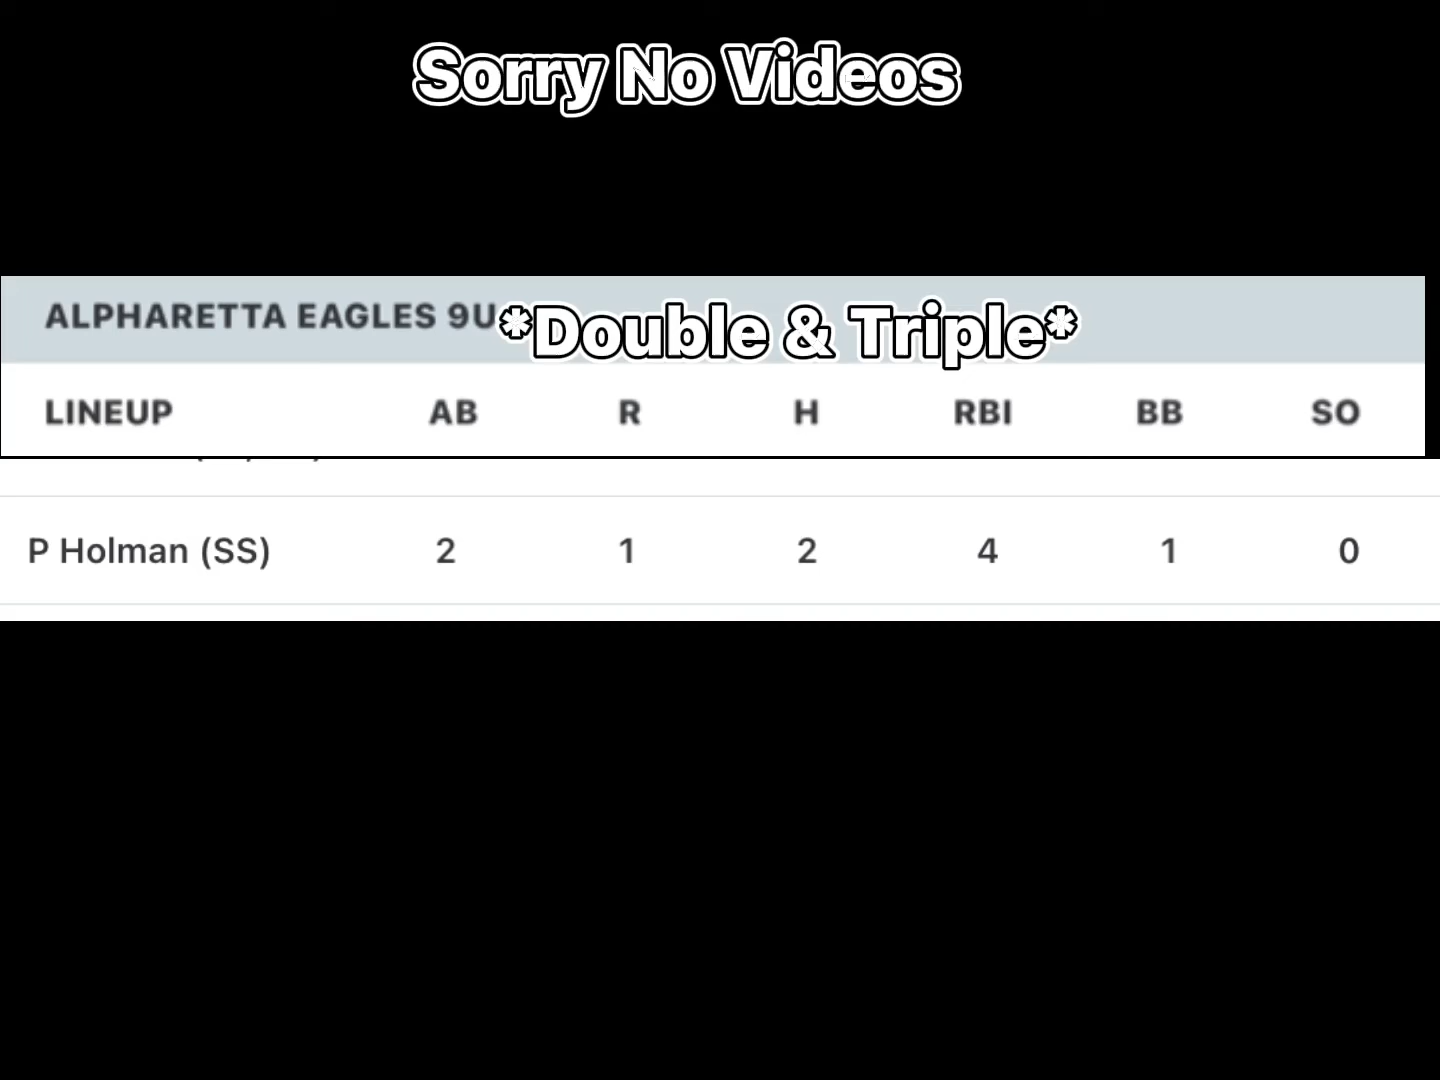 Sorry No Videos
ALPHARETTA EAGLES 9U
*Double & Triple*
LINEUP AB R H RBI BB SO
P Holman (SS) 2 1 2 4 1 0